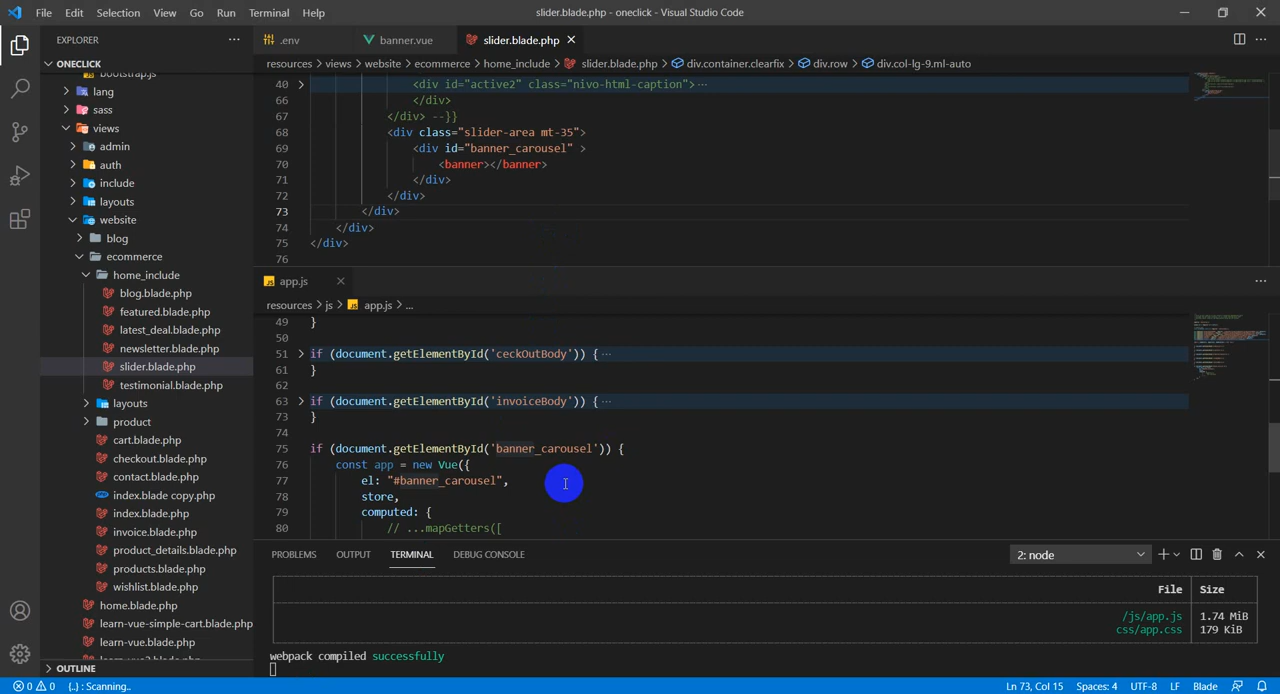 File Edit Selection View Go Run Terminal Help
slider.blade.php - oneclick - Visual Studio Code
EXPLORER
ONECLICK
bootstrap.js
lang
sass
views
admin
auth
include
layouts
website
blog
ecommerce
home_include
blog.blade.php
featured.blade.php
latest_deal.blade.php
newsletter.blade.php
slider.blade.php
testimonial.blade.php
layouts
product
cart.blade.php
checkout.blade.php
contact.blade.php
index.blade copy.php
index.blade.php
invoice.blade.php
product_details.blade.php
products.blade.php
wishlist.blade.php
home.blade.php
learn-vue-simple-cart.blade.php
learn-vue.blade.php
OUTLINE
.env banner.vue slider.blade.php
resources > views > website > ecommerce > home_include > slider.blade.php > div.container.clearfix > div.row > div.col-lg-9.ml-auto
40 <div id="active2" class="nivo-html-caption">
66 </div>
67 </div> --}}
68 <div class="slider-area mt-35">
69 <div id="banner_carousel" >
70 <banner></banner>
71 </div>
72 </div>
73 </div>
74 </div>
75 </div>
76
JS app.js
resources > js > JS app.js > ...
49 }
50
51 if (document.getElementById('ceckOutBody')) {
61 }
62
63 if (document.getElementById('invoiceBody')) {
73 }
74
75 if (document.getElementById('banner_carousel')) {
76 const app = new Vue({
77 el: "#banner_carousel",
78 store,
79 computed: {
80 // ...mapGetters([
PROBLEMS OUTPUT TERMINAL DEBUG CONSOLE 2: node
File Size
/js/app.js 1.74 MiB
css/app.css 179 KiB
webpack compiled successfully
0 0 {..} : Scanning.. Ln 73, Col 15 Spaces: 4 UTF-8 LF Blade